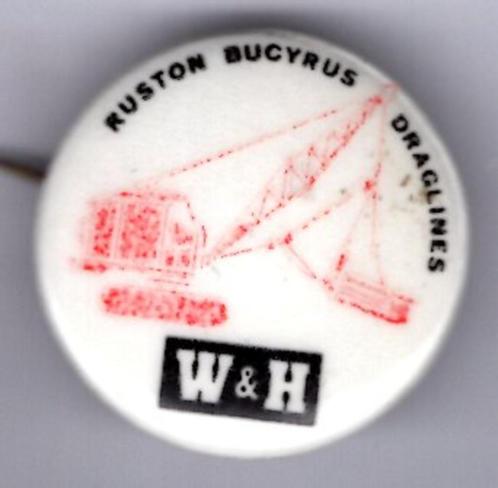 RUSTON BUCYRUS DRAGLINES
W & H